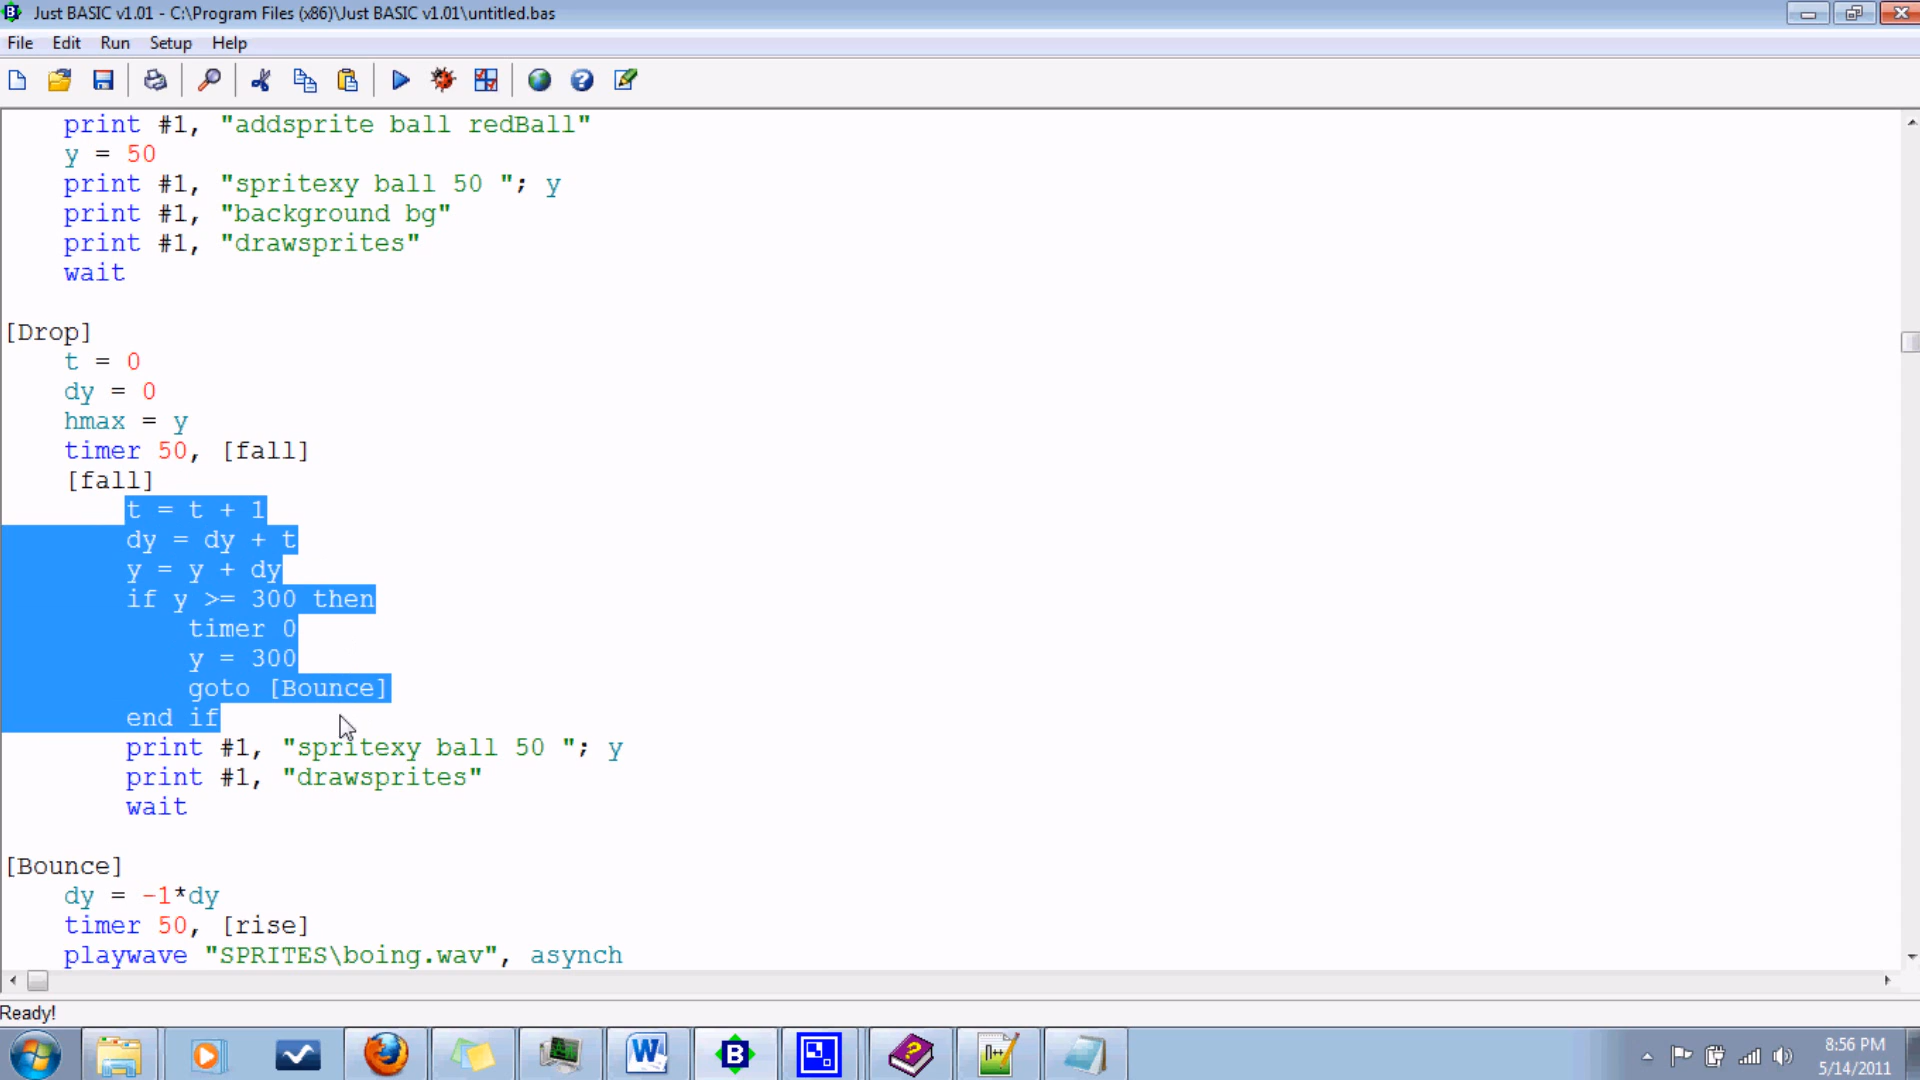 Just BASIC v1.01 - C:\Program Files (x86)\Just BASIC v1.01\untitled.bas
File Edit Run Setup Help
print #1, "addsprite ball redBall"
y = 50
print #1, "spritexy ball 50 "; y
print #1, "background bg"
print #1, "drawsprites"
wait
[Drop]
t = 0
dy = 0
hmax = y
timer 50, [fall]
[fall]
t = t + 1
dy = dy + t
y = y + dy
if y >= 300 then
timer 0
y = 300
goto [Bounce]
end if
print #1, "spritexy ball 50 "; y
print #1, "drawsprites"
wait
[Bounce]
dy = -1*dy
timer 50, [rise]
playwave "SPRITES\boing.wav", asynch
Ready!
8:56 PM
5/14/2011